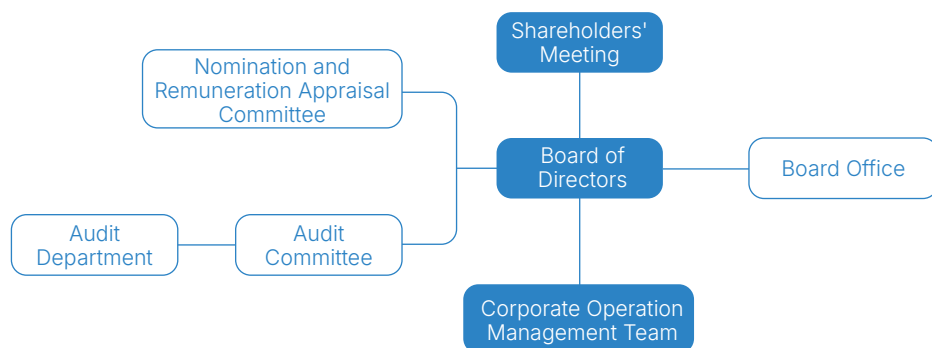 Shareholders'
Meeting
Nomination and
Remuneration Appraisal
Committee
Board of
Directors
Board Office
Audit
Department
Audit
Committee
Corporate Operation
Management Team